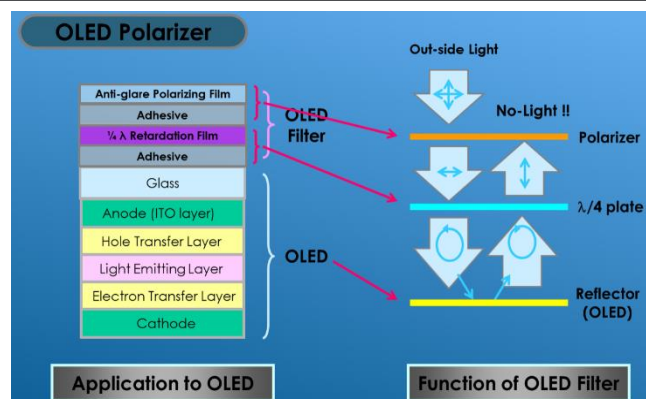 OLED Polarizer
Anti-glare Polarizing Film
Adhesive
¼ λ Retardation Film
Adhesive
Glass
Anode (ITO layer)
Hole Transfer Layer
Light Emitting Layer
Electron Transfer Layer
Cathode
OLED
Filter
OLED
Application to OLED
Out-side Light
No-Light !!
Polarizer
λ/4 plate
Reflector
(OLED)
Function of OLED Filter